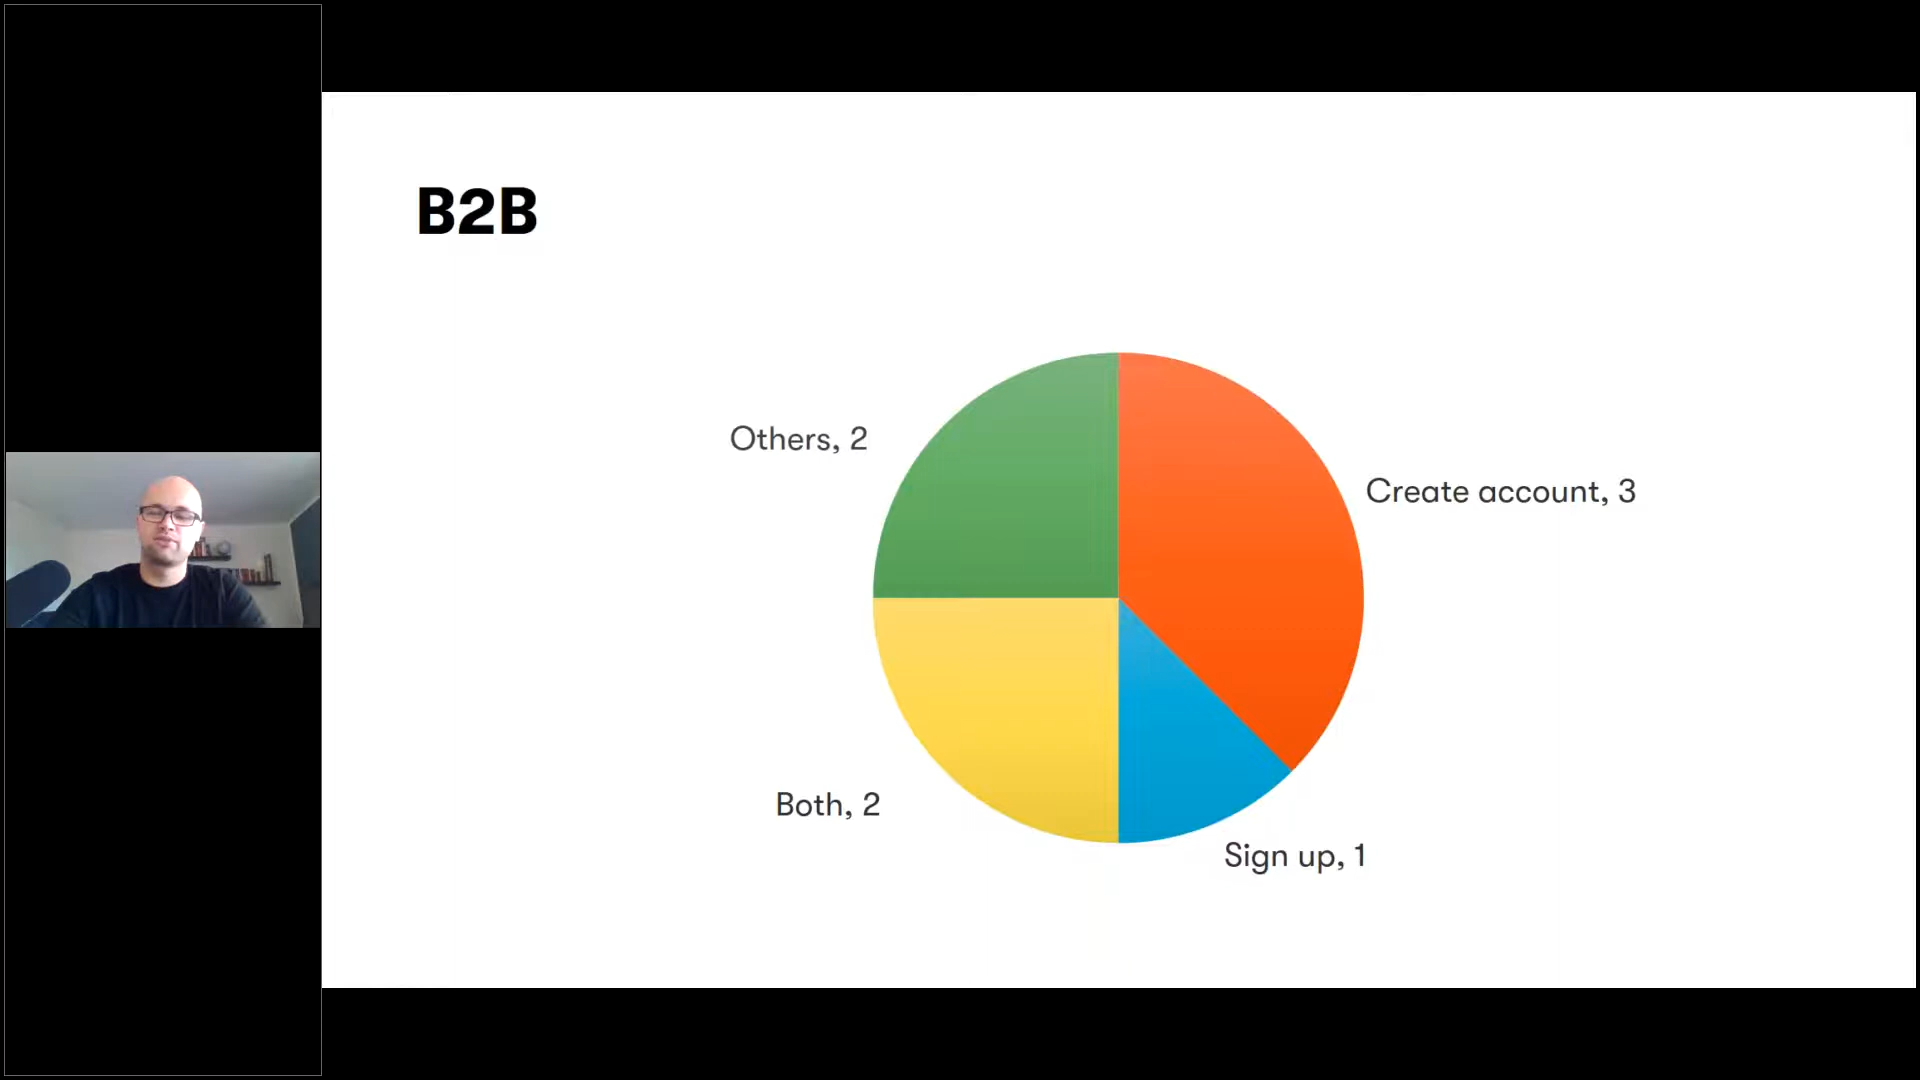 B2B
Others, 2
Create account, 3
Both, 2
Sign up, 1